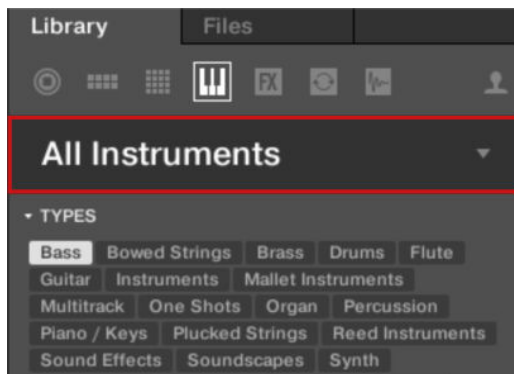 Library Files
FX
All Instruments
TYPES
Bass Bowed Strings Brass Drums Flute
Guitar Instruments Mallet Instruments
Multitrack One Shots Organ Percussion
Piano / Keys Plucked Strings Reed Instruments
Sound Effects Soundscapes Synth